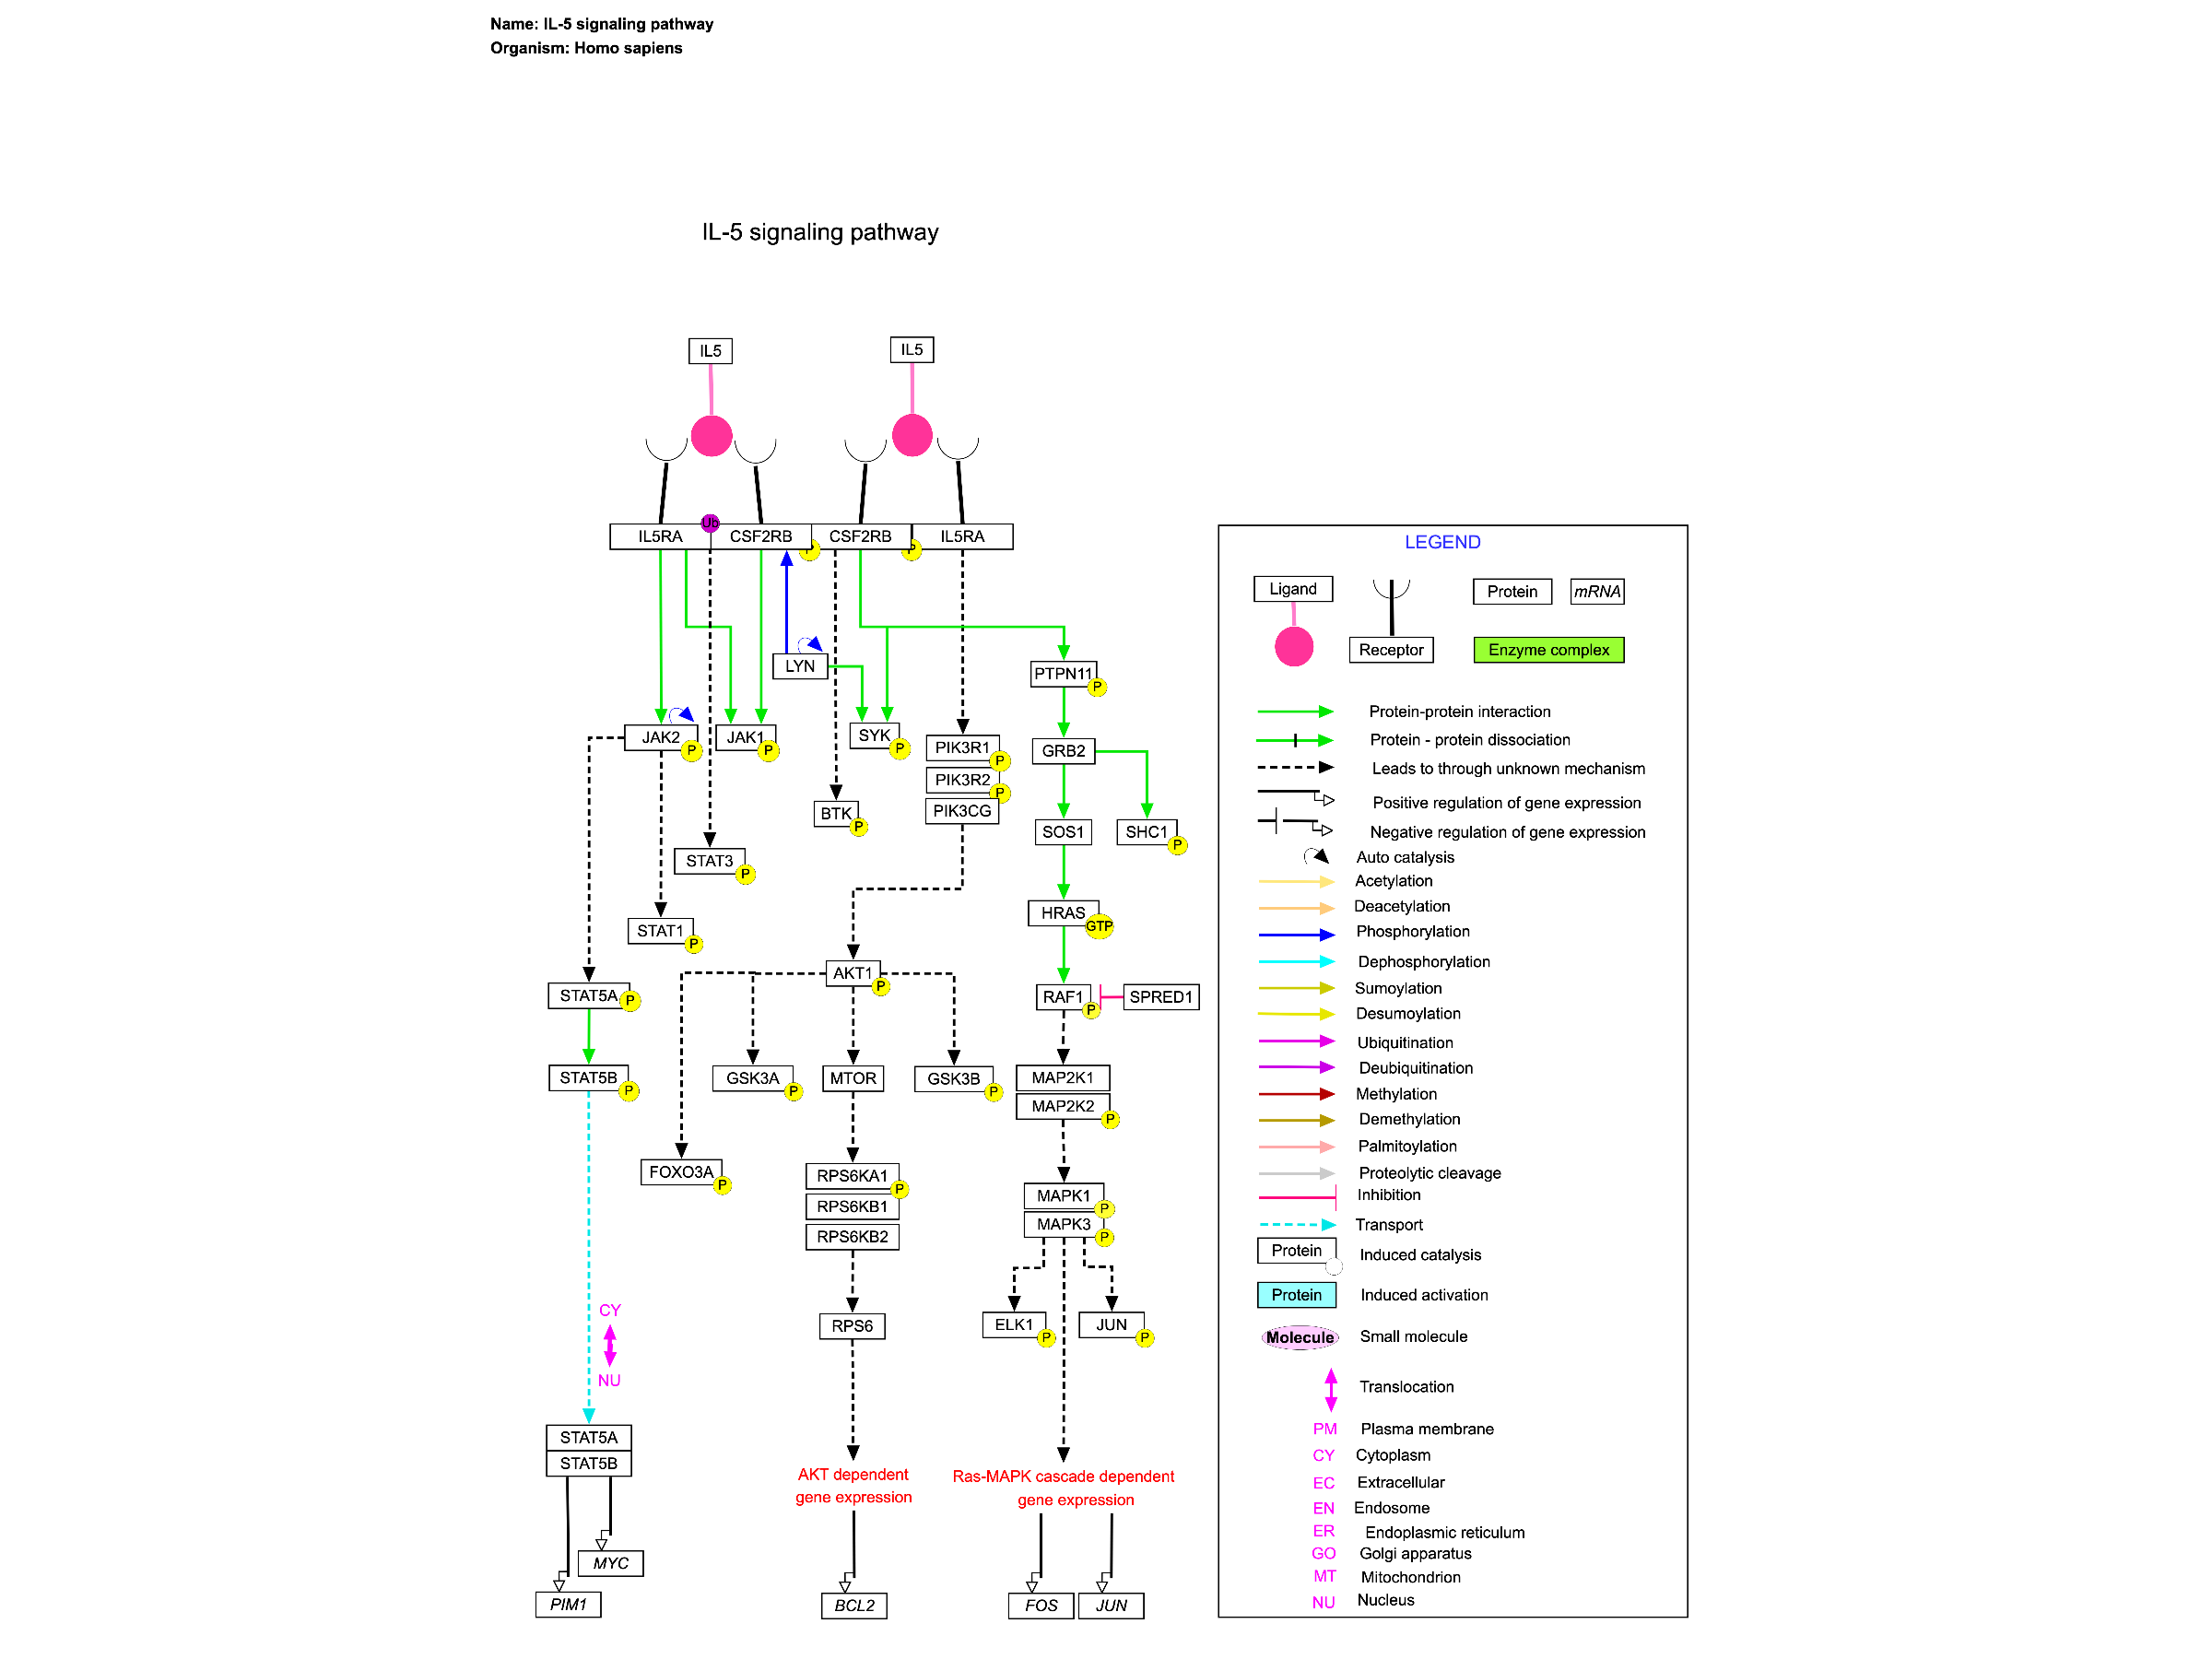 Name: IL-5 signaling pathway
Organism: Homo sapiens
IL-5 signaling pathway
IL5
IL5
Ub
IL5RA
CSF2RB
P
CSF2RB
P
IL5RA
LYN
PTPN11
P
JAK2
P
JAK1
P
SYK
P
PIK3R1
P
PIK3R2
P
PIK3CG
GRB2
BTK
P
SOS1
SHC1
P
STAT3
P
STAT1
P
HRAS
GTP
AKT1
P
STAT5A
P
RAF1
P
SPRED1
STAT5B
P
GSK3A
P
MTOR
GSK3B
P
MAP2K1
MAP2K2
P
FOXO3A
P
RPS6KA1
P
RPS6KB1
RPS6KB2
MAPK1
P
MAPK3
P
CY
NU
RPS6
ELK1
P
JUN
P
STAT5A
STAT5B
AKT dependent
gene expression
Ras-MAPK cascade dependent
gene expression
MYC
PIM1
BCL2
FOS
JUN
LEGEND
Ligand
Receptor
Protein
mRNA
Enzyme complex
Protein-protein interaction
Protein - protein dissociation
Leads to through unknown mechanism
Positive regulation of gene expression
Negative regulation of gene expression
Auto catalysis
Acetylation
Deacetylation
Phosphorylation
Dephosphorylation
Sumoylation
Desumoylation
Ubiquitination
Deubiquitination
Methylation
Demethylation
Palmitoylation
Proteolytic cleavage
Inhibition
Transport
Protein Induced catalysis
Protein Induced activation
Molecule Small molecule
Translocation
PM Plasma membrane
CY Cytoplasm
EC Extracellular
EN Endosome
ER Endoplasmic reticulum
GO Golgi apparatus
MT Mitochondrion
NU Nucleus